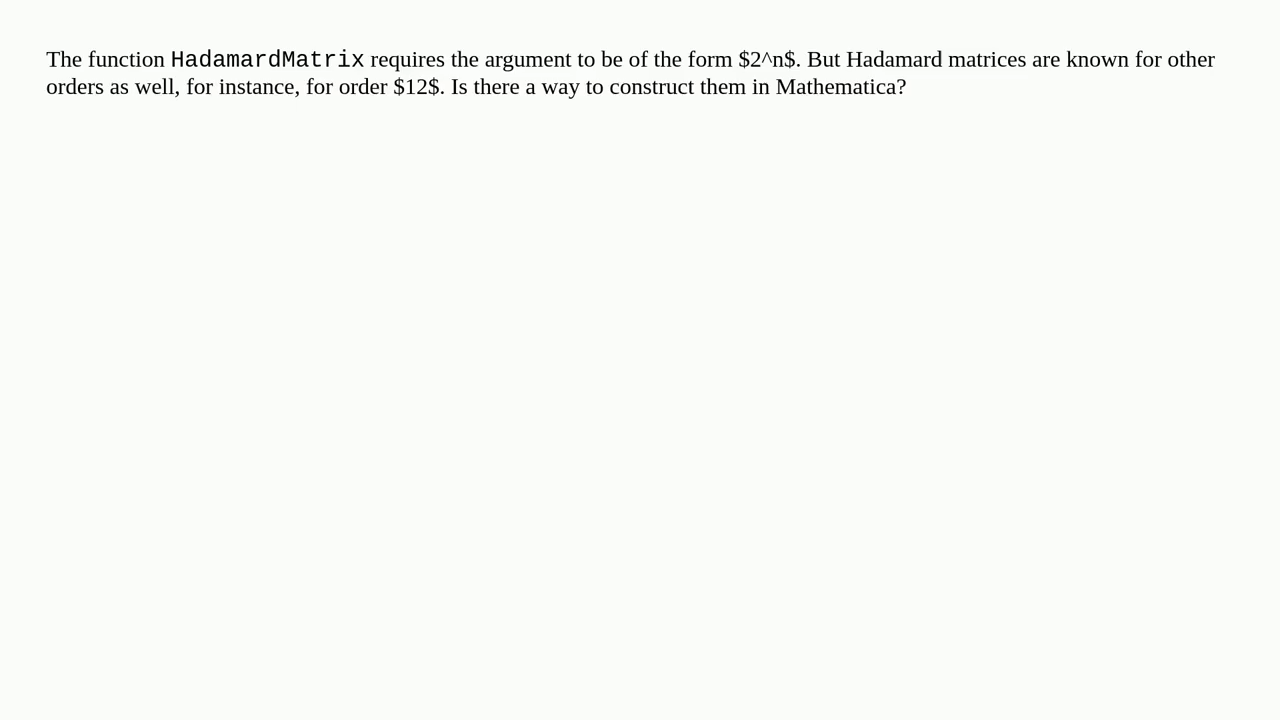 The function HadamardMatrix requires the argument to be of the form $2^n$. But Hadamard matrices are known for other
orders as well, for instance, for order $12$. Is there a way to construct them in Mathematica?